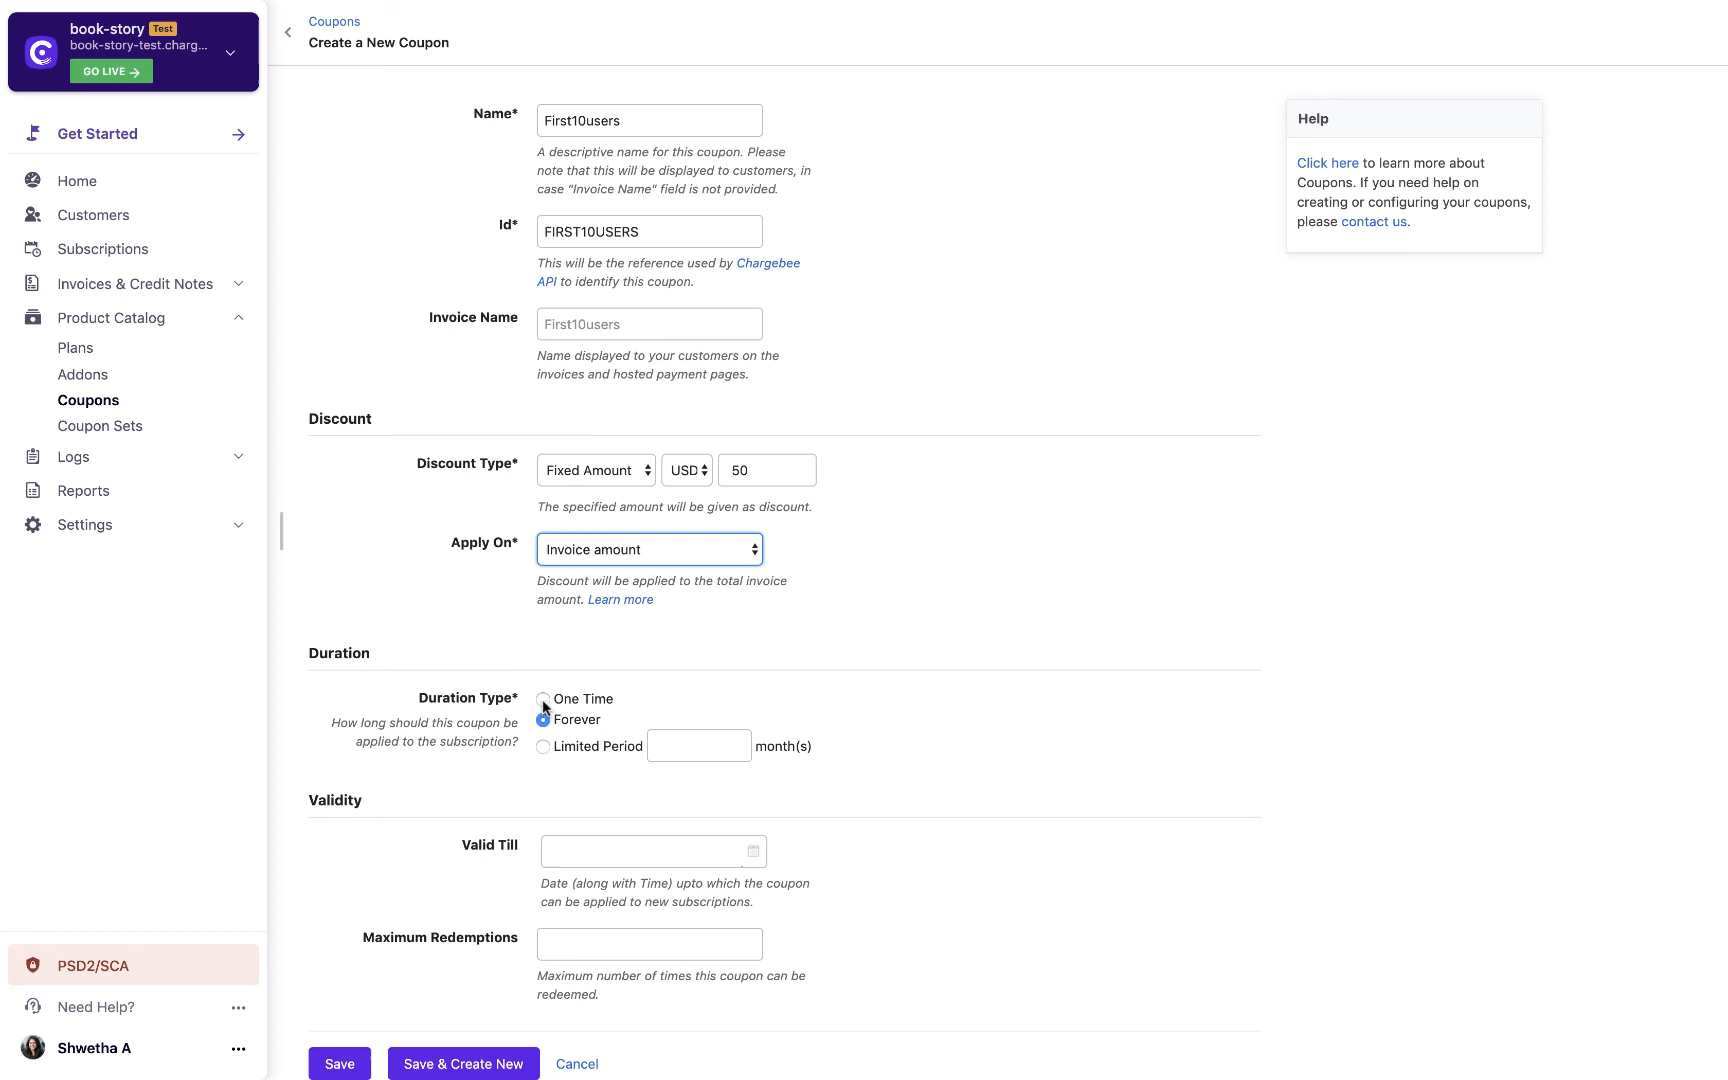 book-story Test
book-story-test.charg...
GO LIVE →
Get Started
Home
Customers
Subscriptions
Invoices & Credit Notes
Product Catalog
Plans
Addons
Coupons
Coupon Sets
Logs
Reports
Settings
PSD2/SCA
Need Help?
Shwetha A
Coupons
Create a New Coupon
Name* First10users
A descriptive name for this coupon. Please
note that this will be displayed to customers, in
case "Invoice Name" field is not provided.
Id* FIRST10USERS
This will be the reference used by Chargebee
API to identify this coupon.
Invoice Name First10users
Name displayed to your customers on the
invoices and hosted payment pages.
Discount
Discount Type* Fixed Amount USD 50
The specified amount will be given as discount.
Apply On* Invoice amount
Discount will be applied to the total invoice
amount. Learn more
Duration
Duration Type* One Time
How long should this coupon be
applied to the subscription?
Forever
Limited Period month(s)
Validity
Valid Till
Date (along with Time) upto which the coupon
can be applied to new subscriptions.
Maximum Redemptions
Maximum number of times this coupon can be
redeemed.
Save Save & Create New Cancel
Help
Click here to learn more about
Coupons. If you need help on
creating or configuring your coupons,
please contact us.